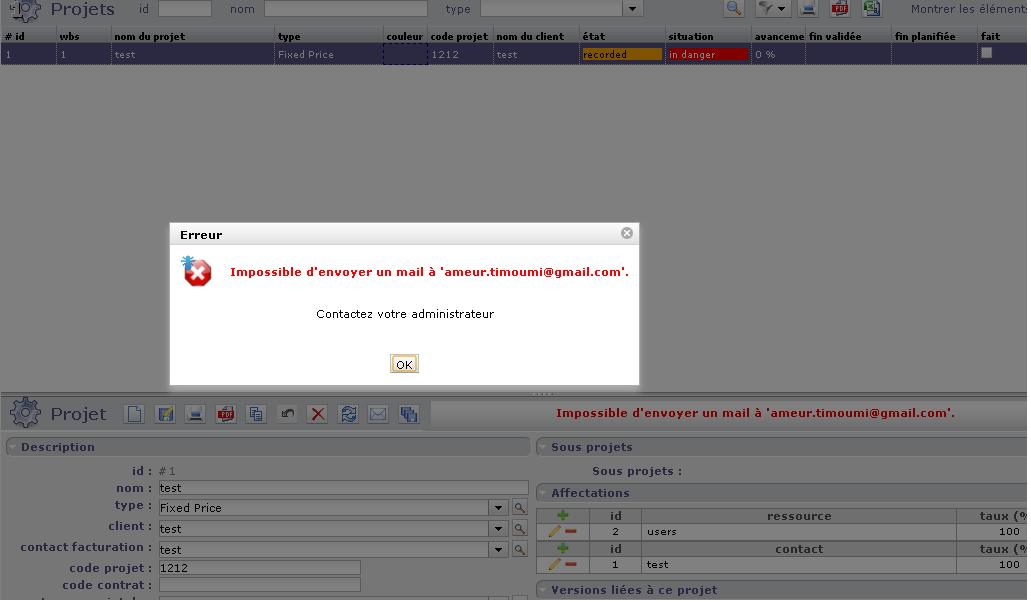 Projets id nom type Montrer les élément
# id wbs nom du projet type couleur code projet nom du client état situation avanceme fin validée fin planifiée fait
1 1 test Fixed Price 1212 test recorded in danger 0 %
Erreur
Impossible d'envoyer un mail à 'ameur.timoumi@gmail.com'.
Contactez votre administrateur
OK
Projet Impossible d'envoyer un mail à 'ameur.timoumi@gmail.com'.
Description
id : #1
nom : test
type : Fixed Price
client : test
contact facturation : test
code projet : 1212
code contrat :
Sous projets
Sous projets :
Affectations
id ressource taux (%
2 users 100
id contact taux (%
1 test 100
Versions liées à ce projet